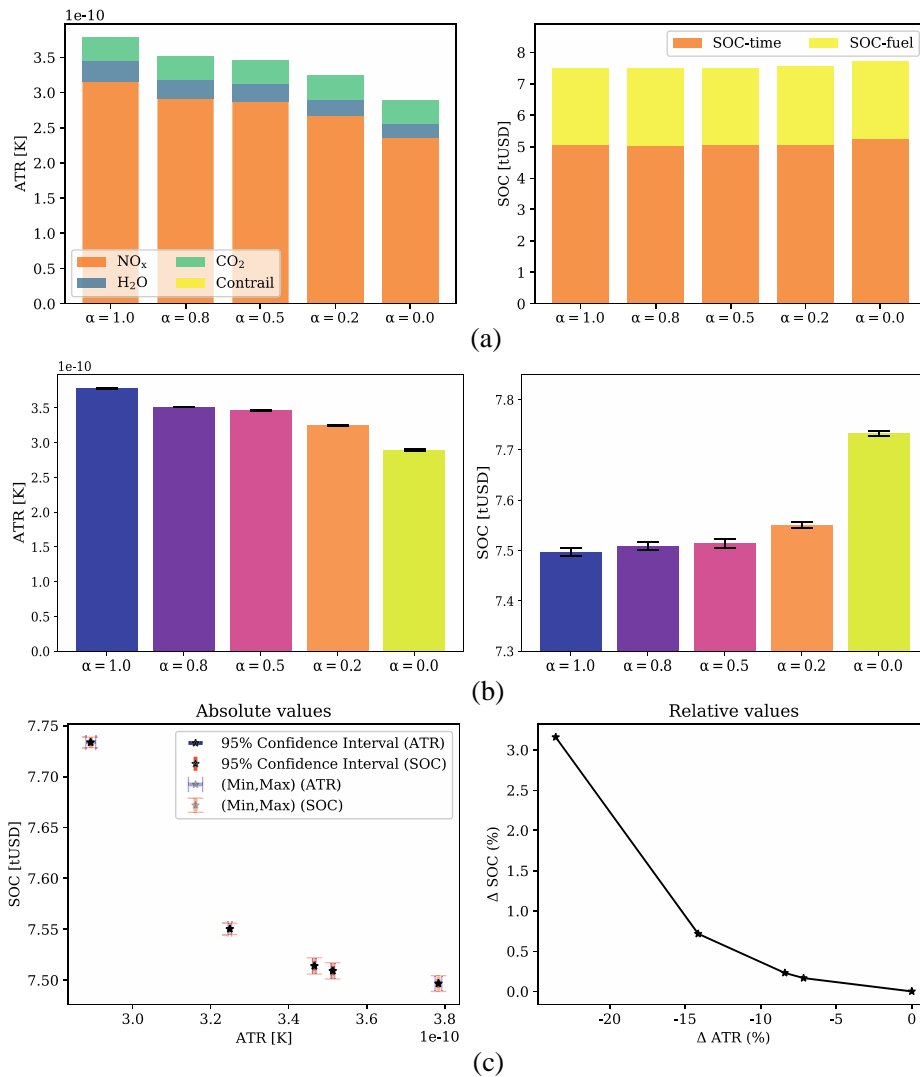 1e-10
ATR [K]
3.5
3.0
2.5
2.0
1-10
0.5
0.0
NOx
H2O
CO2
Contrail
α = 1.0
α = 0.8
α = 0.5
α = 0.2
α = 0.0
SOC [tUSD]
8
7
6
5
4
3
2
1
0
SOC-time
SOC-fuel
α = 1.0
α = 0.8
α = 0.5
α = 0.2
α = 0.0
(a)
1e-10
ATR [K]
3.5
3.0
2.5
2.0
1-10
1.0
0.5
0.0
α = 1.0
α = 0.8
α = 0.5
α = 0.2
α = 0.0
SOC [tUSD]
7.8
7.7
7.6
7.5
7.4
7.3
α = 1.0
α = 0.8
α = 0.5
α = 0.2
α = 0.0
(b)
Absolute values
SOC [tUSD]
7.75
7.70
7.65
7.60
7.55
7.50
95% Confidence Interval (ATR)
95% Confidence Interval (SOC)
(Min,Max) (ATR)
(Min,Max) (SOC)
3.0
3.2
3.4
3.6
3.8
ATR [K]
1e-10
Relative values
Δ SOC (%)
3.0
2.5
2.0
1.5
1.0
0.5
0.0
-20
-15
-10
-5
0
Δ ATR (%)
(c)